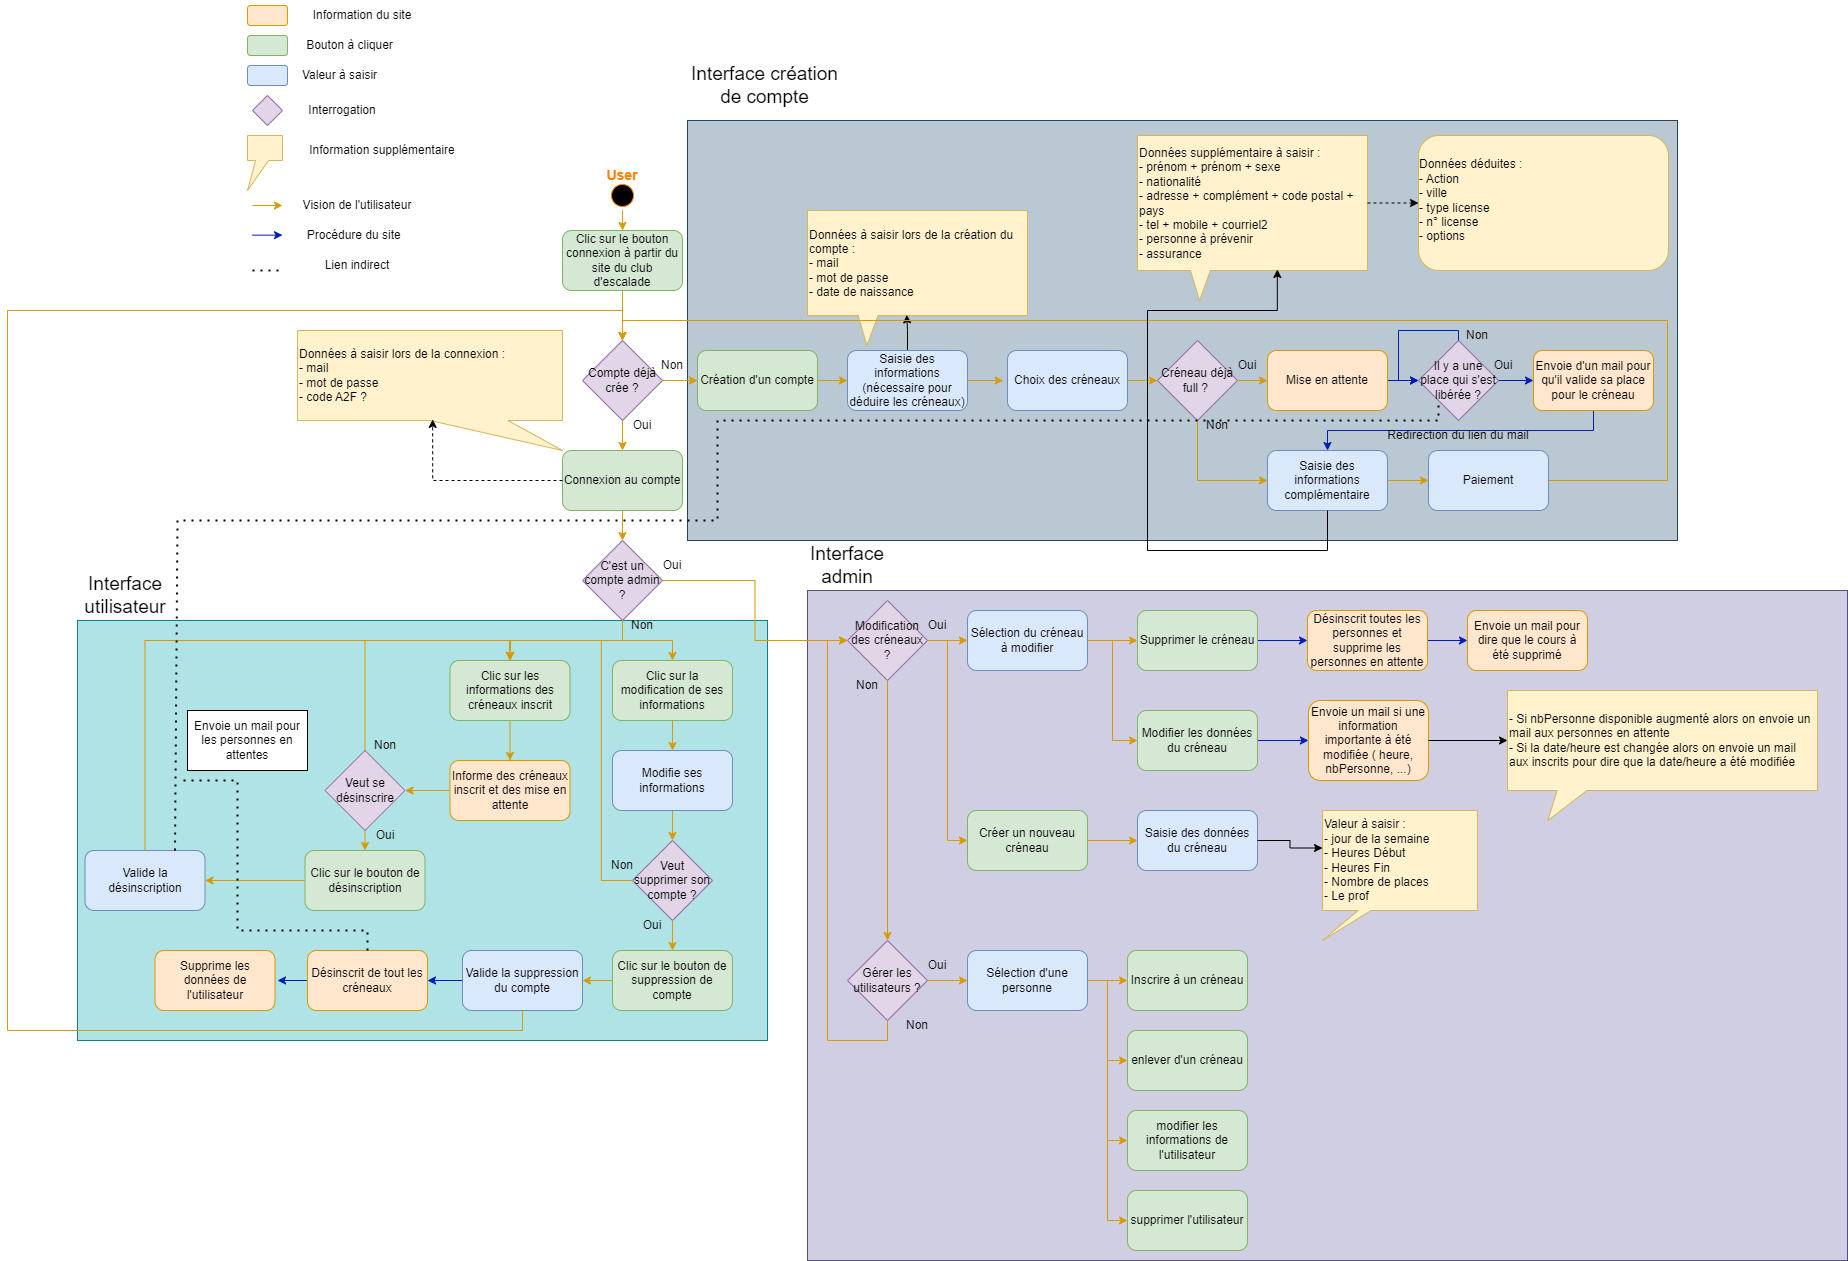 Information du site
Bouton à cliquer
Valeur à saisir
Interrogation
Information supplémentaire
Vision de l'utilisateur
Procédure du site
Lien indirect
User
Clic sur le bouton
connexion à partir du
site du club
d'escalade
Compte déjà
crée ?
Non
Oui
Données à saisir lors de la connexion :
- mail
- mot de passe
- code A2F ?
Connexion au compte
C'est un
compte admin
?
Oui
Non
Interface création
de compte
Création d'un compte
Données à saisir lors de la création du
compte :
- mail
- mot de passe
- date de naissance
Saisie des
informations
(nécessaire pour
déduire les créneaux)
Choix des créneaux
Créneau déjà
full ?
Oui
Non
Données supplémentaire à saisir :
- prénom + prénom + sexe
- nationalité
- adresse + complément + code postal +
pays
- tel + mobile + courriel2
- personne à prévenir
- assurance
Données déduites :
- Action
- ville
- type license
- n° license
- options
Mise en attente
Il y a une
place qui s'est
libérée ?
Non
Oui
Envoie d'un mail pour
qu'il valide sa place
pour le créneau
Redirection du lien du mail
Saisie des
informations
complémentaire
Paiement
Interface
utilisateur
Clic sur les
informations des
créneaux inscrit
Clic sur la
modification de ses
informations
Envoie un mail pour
les personnes en
attentes
Non
Veut se
désinscrire
Oui
Informe des créneaux
inscrit et des mise en
attente
Modifie ses
informations
Valide la
désinscription
Clic sur le bouton de
désinscription
Non
Veut
supprimer son
compte ?
Oui
Supprime les
données de
l'utilisateur
Désinscrit de tout les
créneaux
Valide la suppression
du compte
Clic sur le bouton de
suppression de
compte
Interface
admin
Modification
des créneaux
?
Oui
Non
Sélection du créneau
à modifier
Supprimer le créneau
Désinscrit toutes les
personnes et
supprime les
personnes en attente
Envoie un mail pour
dire que le cours à
été supprimé
Modifier les données
du créneau
Envoie un mail si une
information
importante à été
modifiée ( heure,
nbPersonne, ...)
- Si nbPersonne disponible augmenté alors on envoie un
mail aux personnes en attente
- Si la date/heure est changée alors on envoie un mail
aux inscrits pour dire que la date/heure a été modifiée
Créer un nouveau
créneau
Saisie des données
du créneau
Valeur à saisir :
- jour de la semaine
- Heures Début
- Heures Fin
- Nombre de places
- Le prof
Gérer les
utilisateurs ?
Oui
Non
Sélection d'une
personne
Inscrire à un créneau
enlever d'un créneau
modifier les
informations de
l'utilisateur
supprimer l'utilisateur